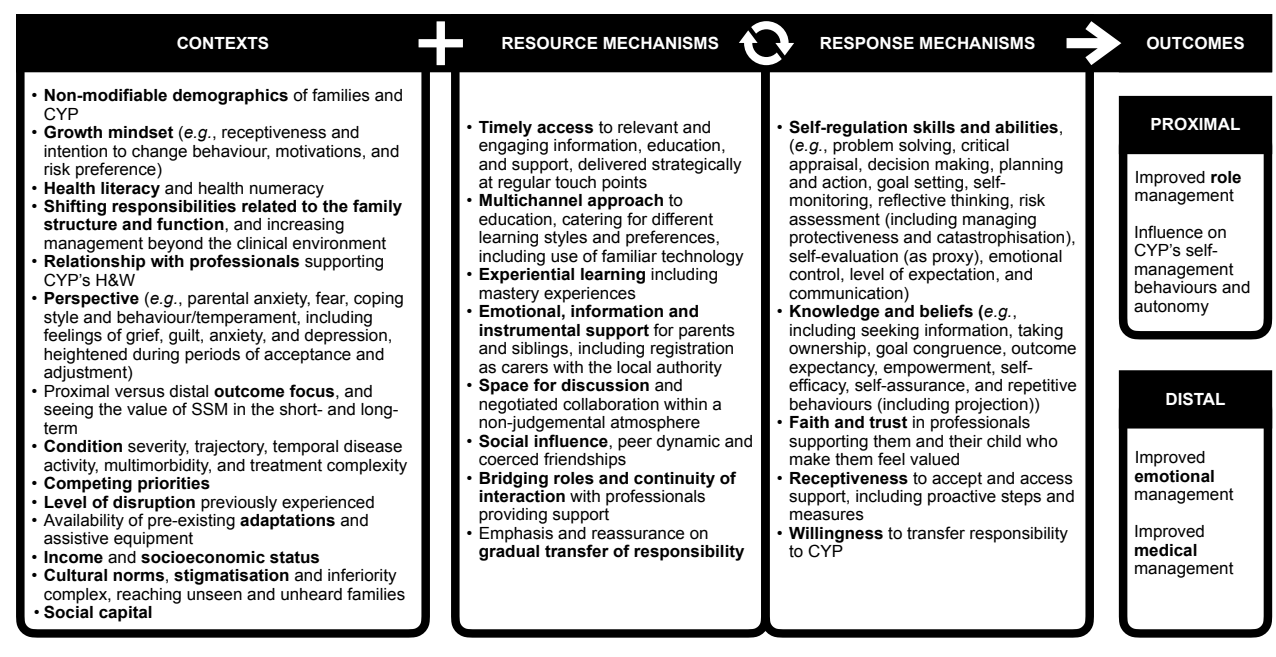 CONTEXTS
• Non-modifiable demographics of families and
CYP
• Growth mindset (e.g., receptiveness and
intention to change behaviour, motivations, and
risk preference)
• Health literacy and health numeracy
• Shifting responsibilities related to the family
structure and function, and increasing
management beyond the clinical environment
• Relationship with professionals supporting
CYP's H&W
• Perspective (e.g., parental anxiety, fear, coping
style and behaviour/temperament, including
feelings of grief, guilt, anxiety, and depression,
heightened during periods of acceptance and
adjustment)
• Proximal versus distal outcome focus, and
seeing the value of SSM in the short- and long-
term
• Condition severity, trajectory, temporal disease
activity, multimorbidity, and treatment complexity
• Competing priorities
• Level of disruption previously experienced
• Availability of pre-existing adaptations and
assistive equipment
• Income and socioeconomic status
• Cultural norms, stigmatisation and inferiority
complex, reaching unseen and unheard families
• Social capital
RESOURCE MECHANISMS
• Timely access to relevant and
engaging information, education,
and support, delivered strategically
at regular touch points
• Multichannel approach to
education, catering for different
learning styles and preferences,
including use of familiar technology
• Experiential learning including
mastery experiences
• Emotional, information and
instrumental support for parents
and siblings, including registration
as carers with the local authority
• Space for discussion and
negotiated collaboration within a
non-judgemental atmosphere
• Social influence, peer dynamic and
coerced friendships
• Bridging roles and continuity of
interaction with professionals
providing support
• Emphasis and reassurance on
gradual transfer of responsibility
RESPONSE MECHANISMS
• Self-regulation skills and abilities,
(e.g., problem solving, critical
appraisal, decision making, planning
and action, goal setting, self-
monitoring, reflective thinking, risk
assessment (including managing
protectiveness and catastrophisation),
self-evaluation (as proxy), emotional
control, level of expectation, and
communication)
• Knowledge and beliefs (e.g.,
including seeking information, taking
ownership, goal congruence, outcome
expectancy, empowerment, self-
efficacy, self-assurance, and repetitive
behaviours (including projection))
• Faith and trust in professionals
supporting them and their child who
make them feel valued
• Receptiveness to accept and access
support, including proactive steps and
measures
• Willingness to transfer responsibility
to CYP
OUTCOMES
PROXIMAL
Improved role
management
Influence on
CYP's self-
management
behaviours and
autonomy
DISTAL
Improved
emotional
management
Improved
medical
management